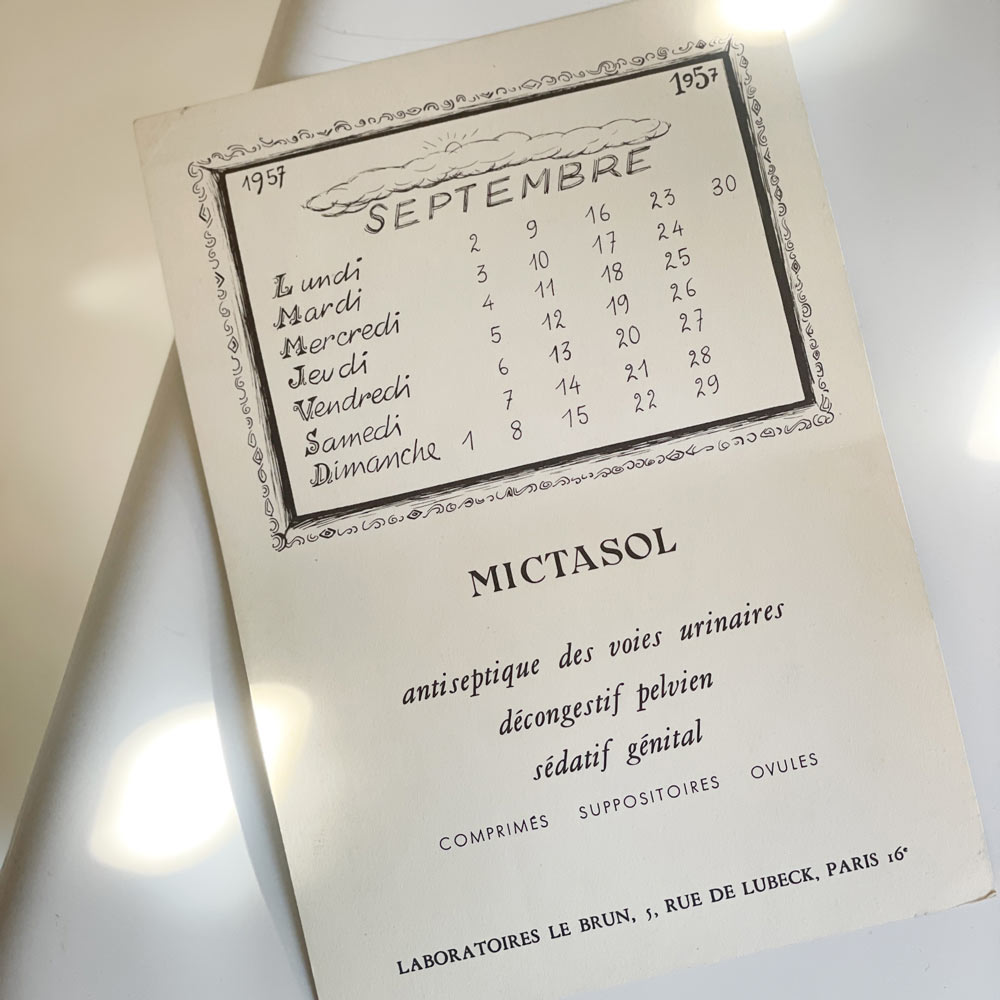 1957 1957
SEPTEMBRE
Lundi 2 9 16 23 30
Mardi 3 10 17 24
Mercredi 4 11 18 25
Jeudi 5 12 19 26
Vendredi 6 13 20 27
Samedi 7 14 21 28
Dimanche 1 8 15 22 29
MICTASOL
antiseptique des voies urinaires
décongestif pelvien
sédatif génital
COMPRIMÉS SUPPOSITOIRES OVULES
LABORATOIRES LE BRUN, 5, RUE DE LUBECK, PARIS 16ᵉ